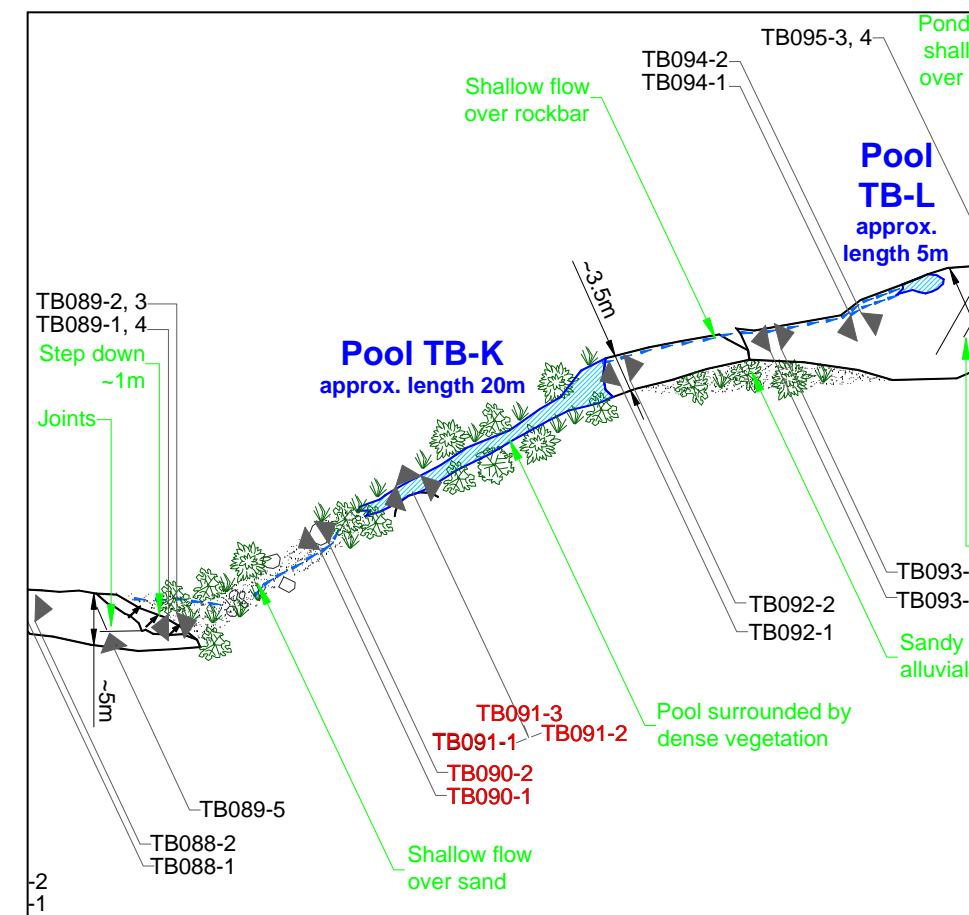 Pond
shall
over
TB095-3, 4
TB094-2
TB094-1
Shallow flow
over rockbar
Pool
TB-L
approx.
length 5m
~3.5m
TB089-2, 3
TB089-1, 4
Step down
~1m
Joints
Pool TB-K
approx. length 20m
TB093-
TB093-
TB092-2
TB092-1
Sandy
alluvial
~5m
TB091-3
TB091-1
TB091-2
Pool surrounded by
dense vegetation
TB090-2
TB090-1
TB089-5
TB088-2
TB088-1
Shallow flow
over sand
-2
-1